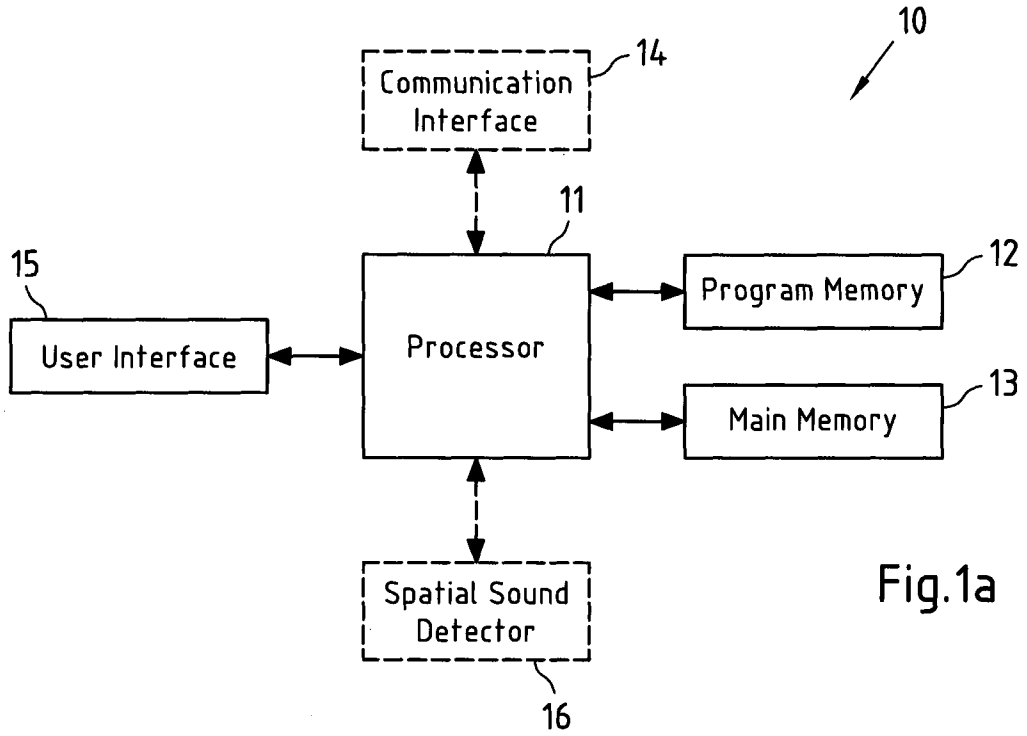 10
14
Communication
Interface
11
15
12
User Interface
Processor
Program Memory
13
Main Memory
Spatial Sound
Detector
16
Fig.1a